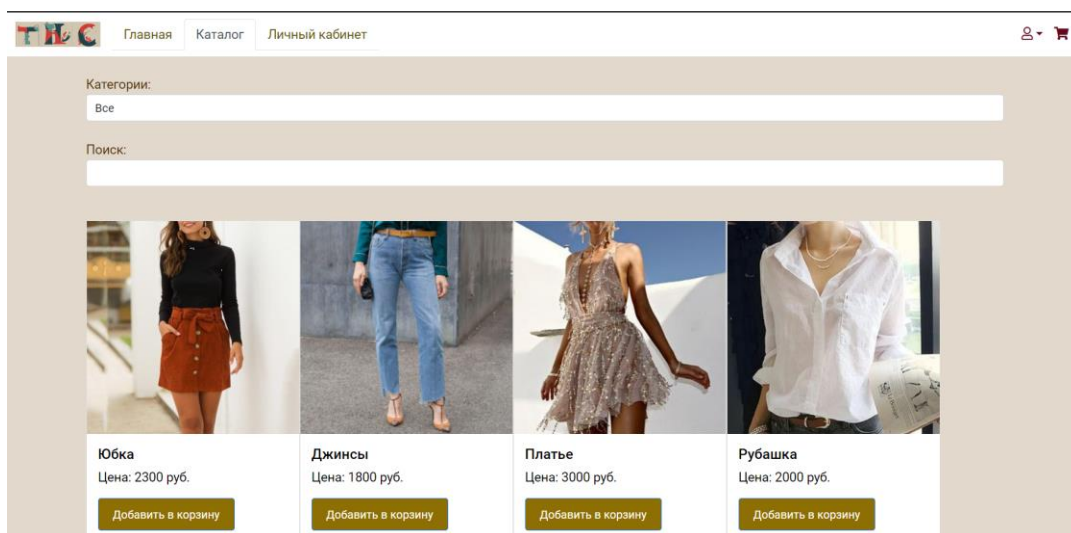 Главная Каталог Личный кабинет
Категории:
Все
Поиск:
Юбка Джинсы Платье Рубашка
Цена: 2300 руб. Цена: 1800 руб. Цена: 3000 руб. Цена: 2000 руб.
Добавить в корзину Добавить в корзину Добавить в корзину Добавить в корзину